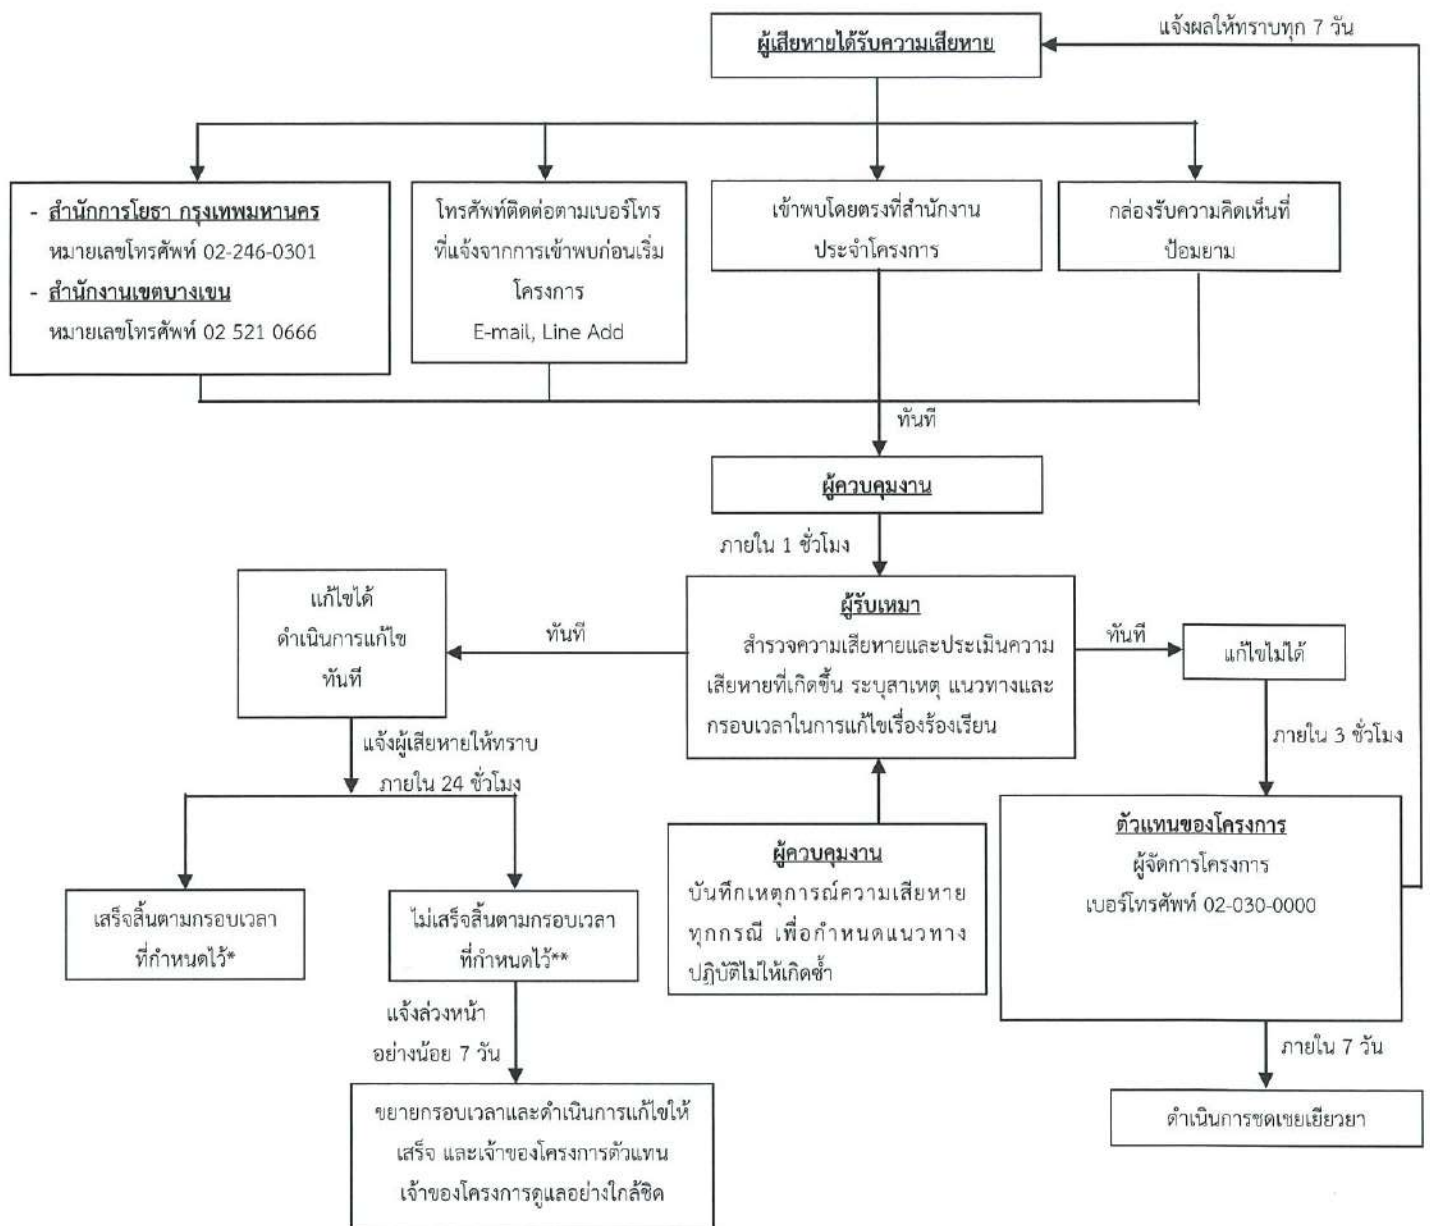 แจ้งผลให้ทราบทุก 7 วัน
ผู้เสียหายได้รับความเสียหาย
- สำนักการโยธา กรุงเทพมหานคร
หมายเลขโทรศัพท์ 02-246-0301
- สำนักงานเขตบางเขน
หมายเลขโทรศัพท์ 02 521 0666
โทรศัพท์ติดต่อตามเบอร์โทร
ที่แจ้งจากการเข้าพบก่อนเริ่ม
โครงการ
E-mail, Line Add
เข้าพบโดยตรงที่สำนักงาน
ประจำโครงการ
กล่องรับความคิดเห็นที่
ป้อมยาม
ทันที
ผู้ควบคุมงาน
ภายใน 1 ชั่วโมง
แก้ไขได้
ดำเนินการแก้ไข
ทันที
ทันที
ผู้รับเหมา
สำรวจความเสียหายและประเมินความ
เสียหายที่เกิดขึ้น ระบุสาเหตุ แนวทางและ
กรอบเวลาในการแก้ไขเรื่องร้องเรียน
ทันที
แก้ไขไม่ได้
แจ้งผู้เสียหายให้ทราบ
ภายใน 24 ชั่วโมง
ภายใน 3 ชั่วโมง
ผู้ควบคุมงาน
บันทึกเหตุการณ์ความเสียหาย
ทุกกรณี เพื่อกำหนดแนวทาง
ปฏิบัติไม่ให้เกิดซ้ำ
ตัวแทนของโครงการ
ผู้จัดการโครงการ
เบอร์โทรศัพท์ 02-030-0000
เสร็จสิ้นตามกรอบเวลา
ที่กำหนดไว้*
ไม่เสร็จสิ้นตามกรอบเวลา
ที่กำหนดไว้**
แจ้งล่วงหน้า
อย่างน้อย 7 วัน
ภายใน 7 วัน
ขยายกรอบเวลาและดำเนินการแก้ไขให้
เสร็จ และเจ้าของโครงการตัวแทน
เจ้าของโครงการดูแลอย่างใกล้ชิด
ดำเนินการชดเชยเยียวยา